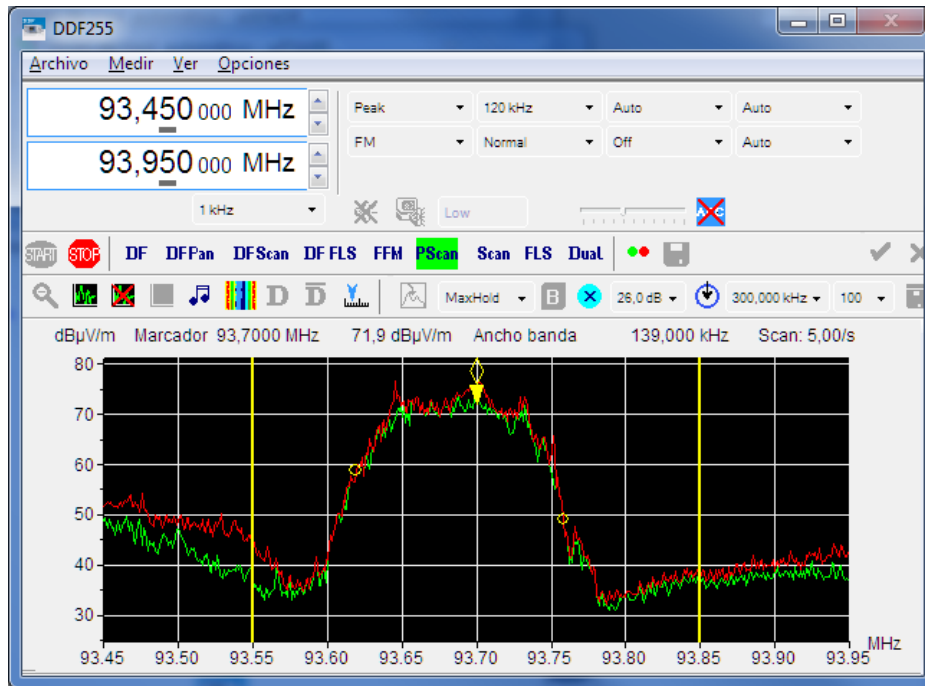 DDF255
Archivo Medir Ver Opciones
93,450 000 MHz Peak 120 kHz Auto Auto
FM Normal Off Auto
93,950 000 MHz
1 kHz Low AFC
START STOP DF DFPan DFScan DF FLS FFM PScan Scan FLS Dual
D D MaxHold B X 26,0 dB 300,000 kHz 100
dBµV/m Marcador 93,7000 MHz 71,9 dBµV/m Ancho banda 139,000 kHz Scan: 5,00/s
80
70
60
50
40
30
MHz
93.45 93.50 93.55 93.60 93.65 93.70 93.75 93.80 93.85 93.90 93.95